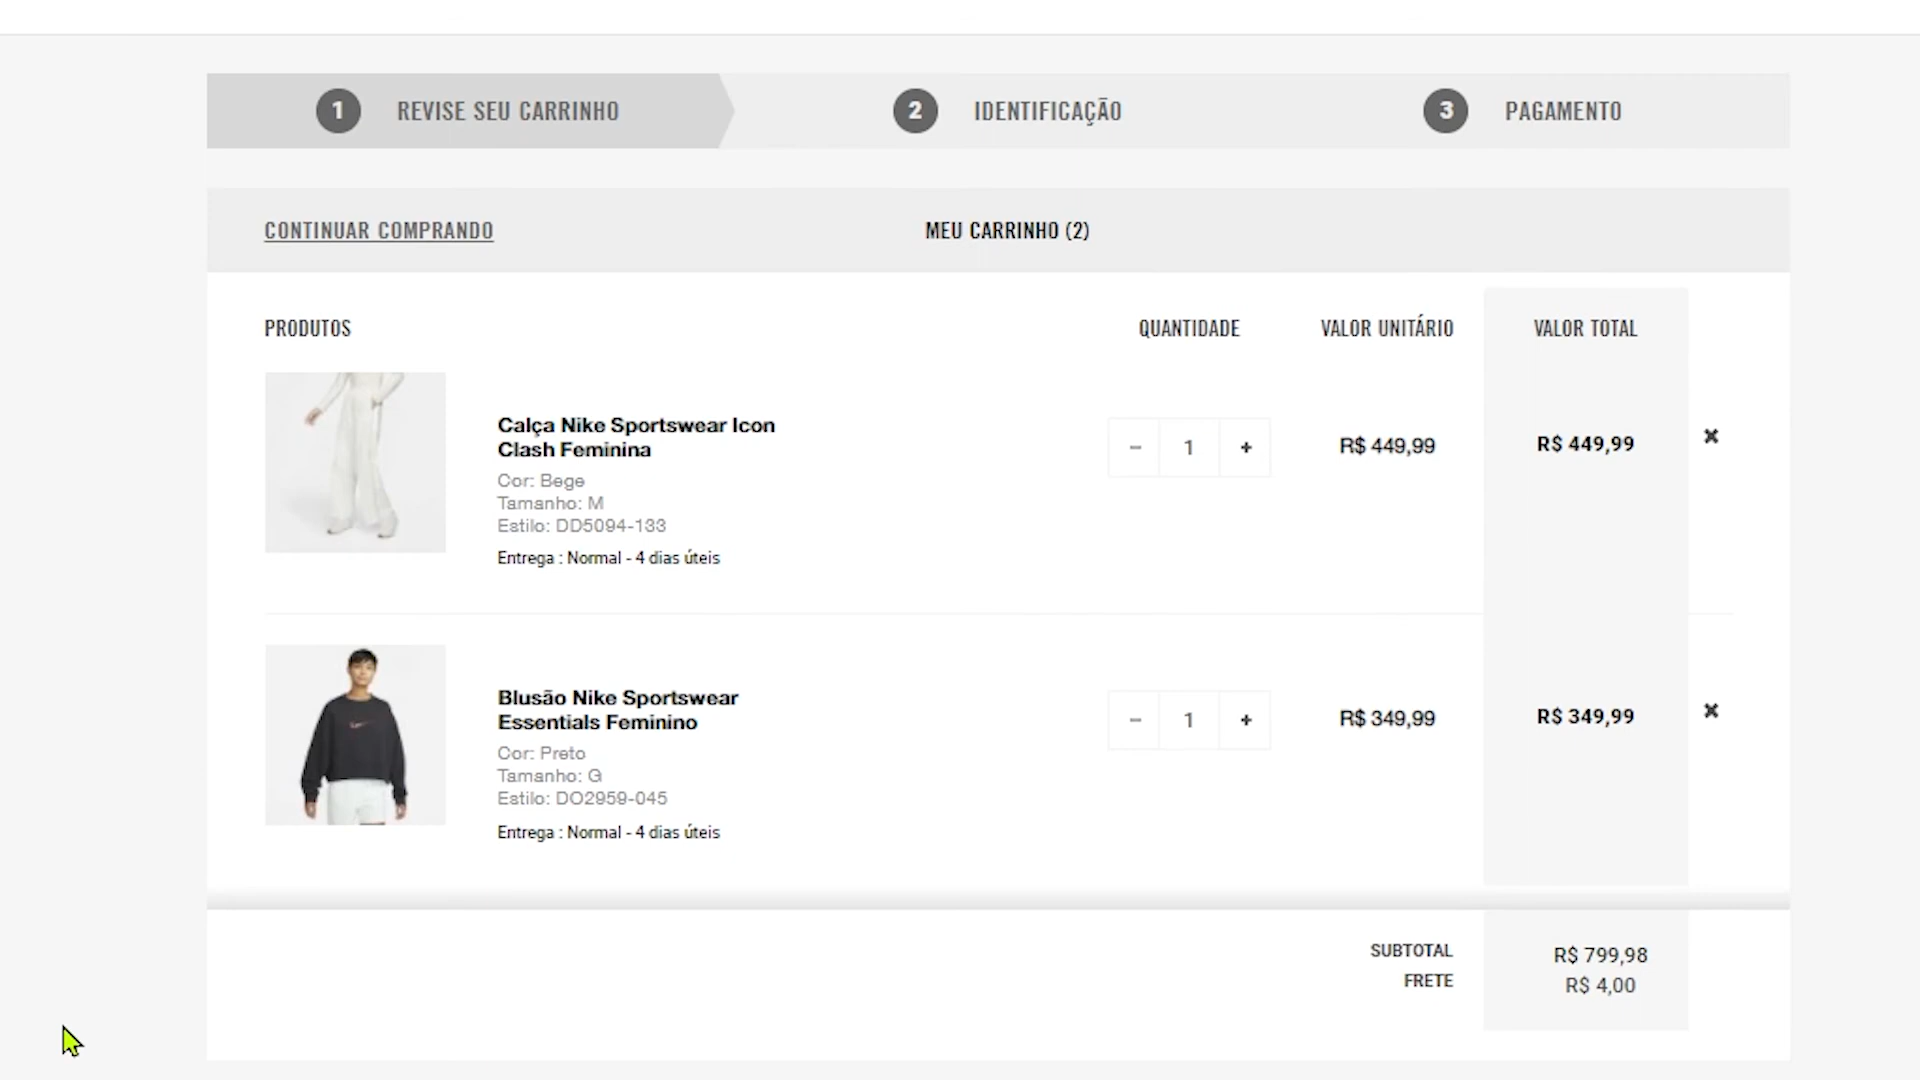 1 REVISE SEU CARRINHO
2 IDENTIFICAÇÃO
3 PAGAMENTO
CONTINUAR COMPRANDO
MEU CARRINHO (2)
PRODUTOS
QUANTIDADE
VALOR UNITÁRIO
VALOR TOTAL
Calça Nike Sportswear Icon
Clash Feminina
Cor: Bege
Tamanho: M
Estilo: DD5094-133
Entrega : Normal - 4 dias úteis
− 1 +
R$ 449,99
R$ 449,99
Blusão Nike Sportswear
Essentials Feminino
Cor: Preto
Tamanho: G
Estilo: DO2959-045
Entrega : Normal - 4 dias úteis
− 1 +
R$ 349,99
R$ 349,99
SUBTOTAL R$ 799,98
FRETE R$ 4,00